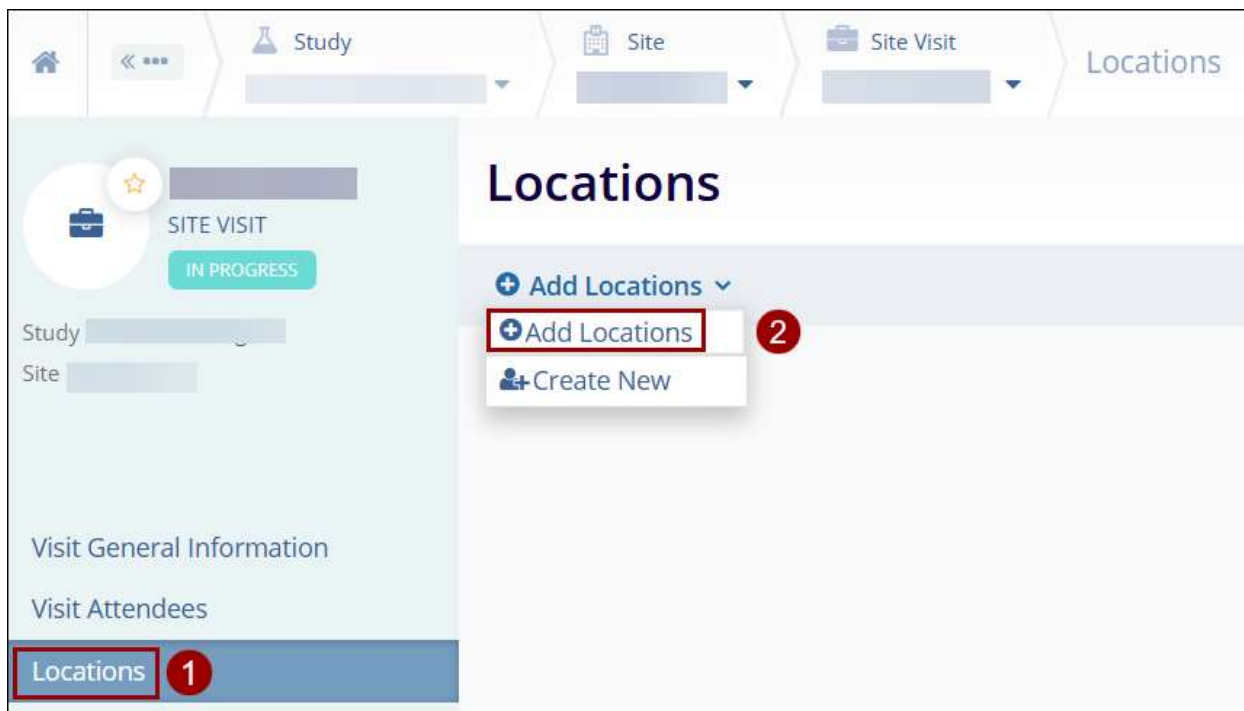 Study
Site
Site Visit
Locations
SITE VISIT
IN PROGRESS
Study
Site
Visit General Information
Visit Attendees
Locations 1
Locations
Add Locations
Add Locations 2
Create New